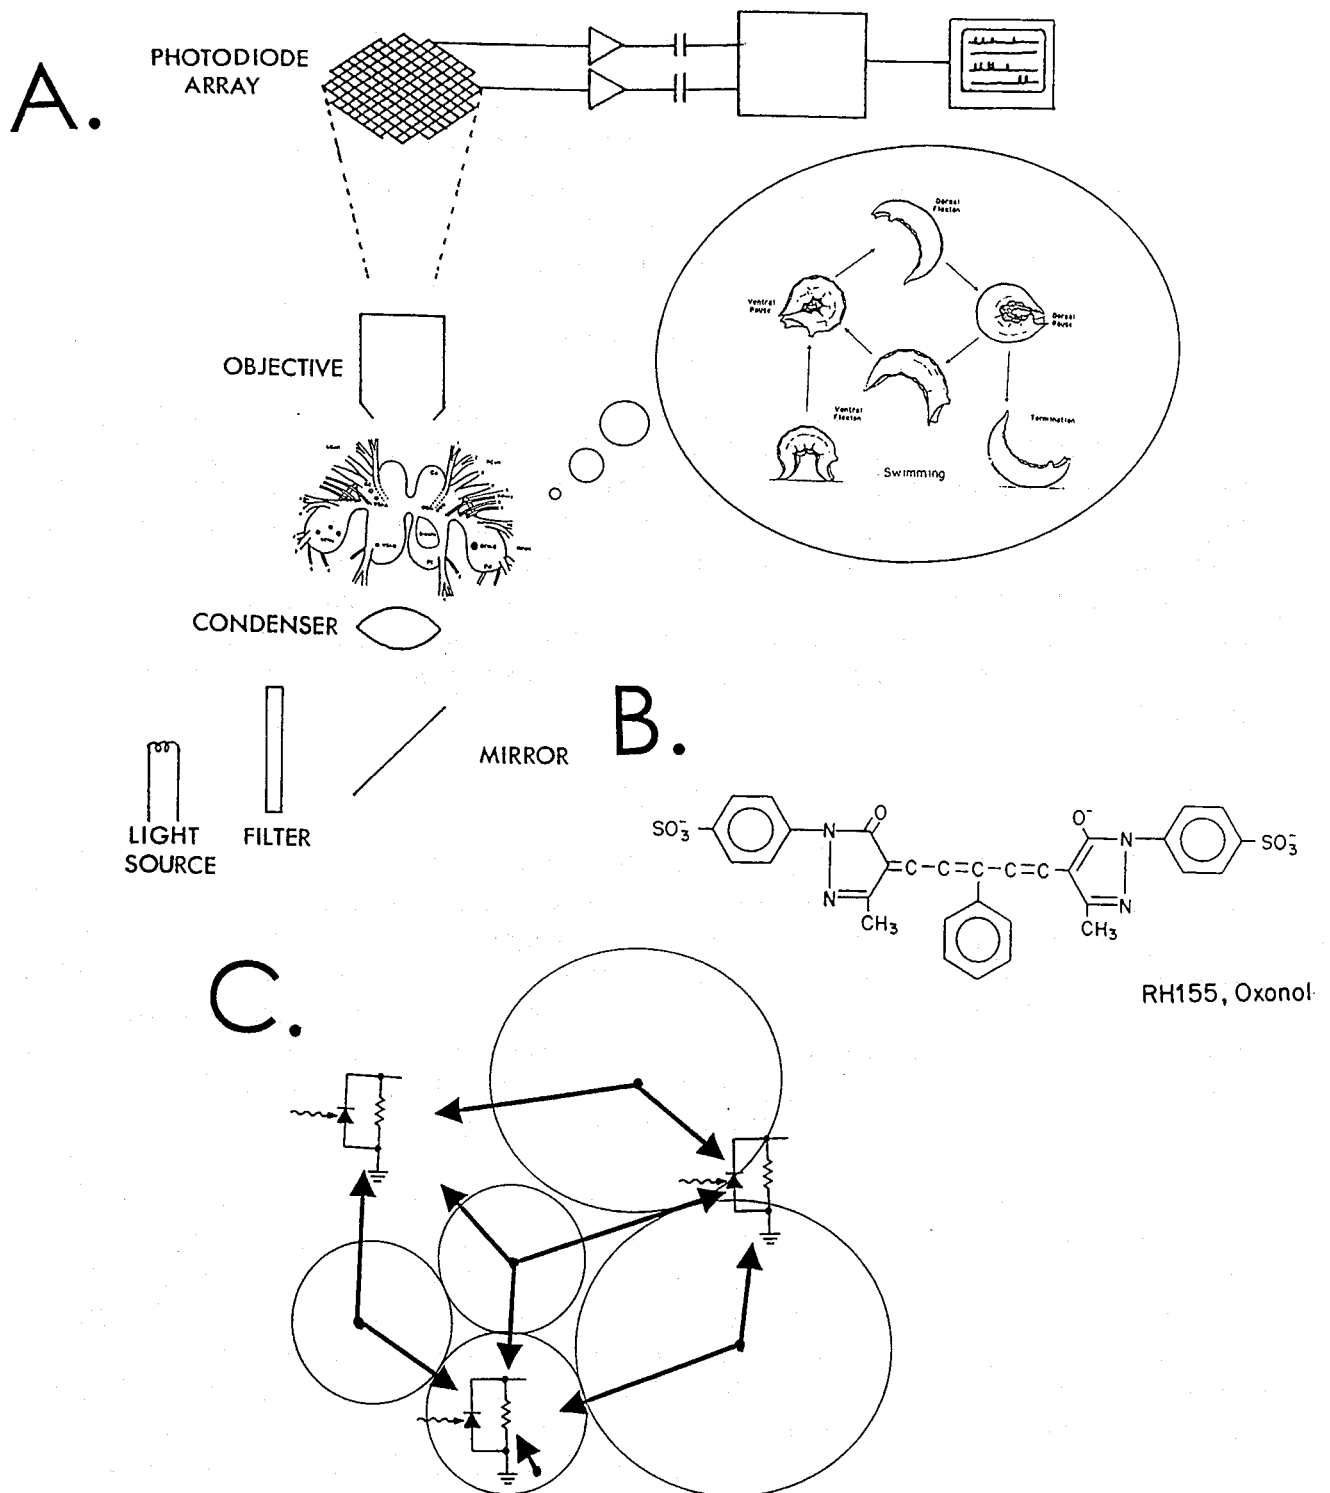 A.
PHOTODIODE
ARRAY
OBJECTIVE
CONDENSER
MIRROR
LIGHT
SOURCE
FILTER
Dorsal
Flexion
Ventral
Pause
Dorsal
Pause
Ventral
Flexion
Termination
Swimming
B.
SO3-
N
O
N
CH3
C-C=C-C=C
O-
N
N
CH3
SO3-
RH155, Oxonol
C.